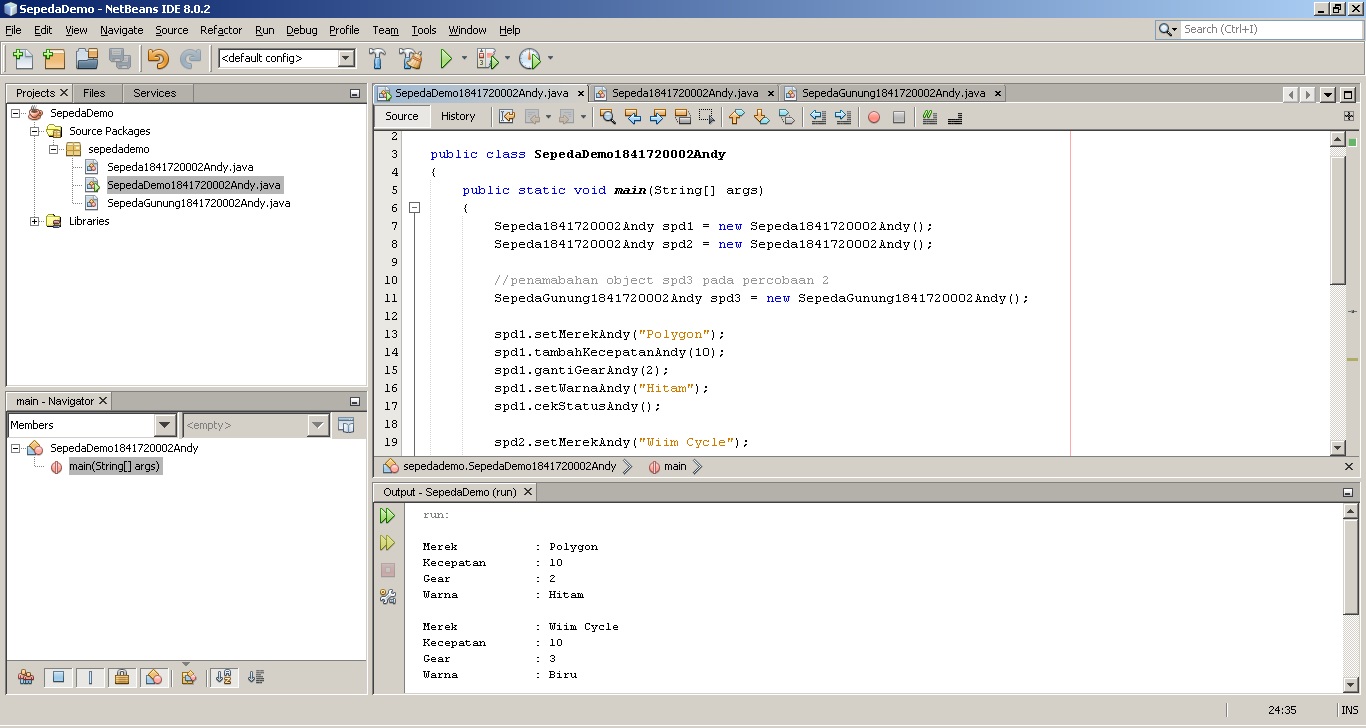 SepedaDemo - NetBeans IDE 8.0.2
File Edit View Navigate Source Refactor Run Debug Profile Team Tools Window Help
Search (Ctrl+I)
<default config>
Projects Files Services
SepedaDemo
Source Packages
sepedademo
Sepeda1841720002Andy.java
SepedaDemo1841720002Andy.java
SepedaGunung1841720002Andy.java
Libraries
main - Navigator
Members <empty>
SepedaDemo1841720002Andy
main(String[] args)
SepedaDemo1841720002Andy.java Sepeda1841720002Andy.java SepedaGunung1841720002Andy.java
Source History
2
3 public class SepedaDemo1841720002Andy
4 {
5 public static void main(String[] args)
6 {
7 Sepeda1841720002Andy spd1 = new Sepeda1841720002Andy();
8 Sepeda1841720002Andy spd2 = new Sepeda1841720002Andy();
9
10 //penamabahan object spd3 pada percobaan 2
11 SepedaGunung1841720002Andy spd3 = new SepedaGunung1841720002Andy();
12
13 spd1.setMerekAndy("Polygon");
14 spd1.tambahKecepatanAndy(10);
15 spd1.gantiGearAndy(2);
16 spd1.setWarnaAndy("Hitam");
17 spd1.cekStatusAndy();
18
19 spd2.setMerekAndy("Wiim Cycle");
sepedademo.SepedaDemo1841720002Andy main
Output - SepedaDemo (run)
run:
Merek : Polygon
Kecepatan : 10
Gear : 2
Warna : Hitam
Merek : Wiim Cycle
Kecepatan : 10
Gear : 3
Warna : Biru
24:35 INS